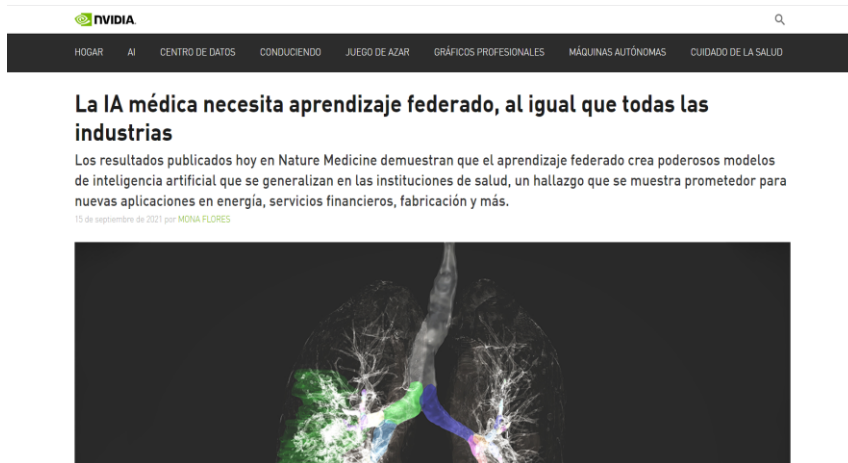 NVIDIA.
HOGAR AI CENTRO DE DATOS CONDUCIENDO JUEGO DE AZAR GRÁFICOS PROFESIONALES MÁQUINAS AUTÓNOMAS CUIDADO DE LA SALUD
La IA médica necesita aprendizaje federado, al igual que todas las
industrias
Los resultados publicados hoy en Nature Medicine demuestran que el aprendizaje federado crea poderosos modelos
de inteligencia artificial que se generalizan en las instituciones de salud, un hallazgo que se muestra prometedor para
nuevas aplicaciones en energía, servicios financieros, fabricación y más.
15 de septiembre de 2021 por MONA FLORES